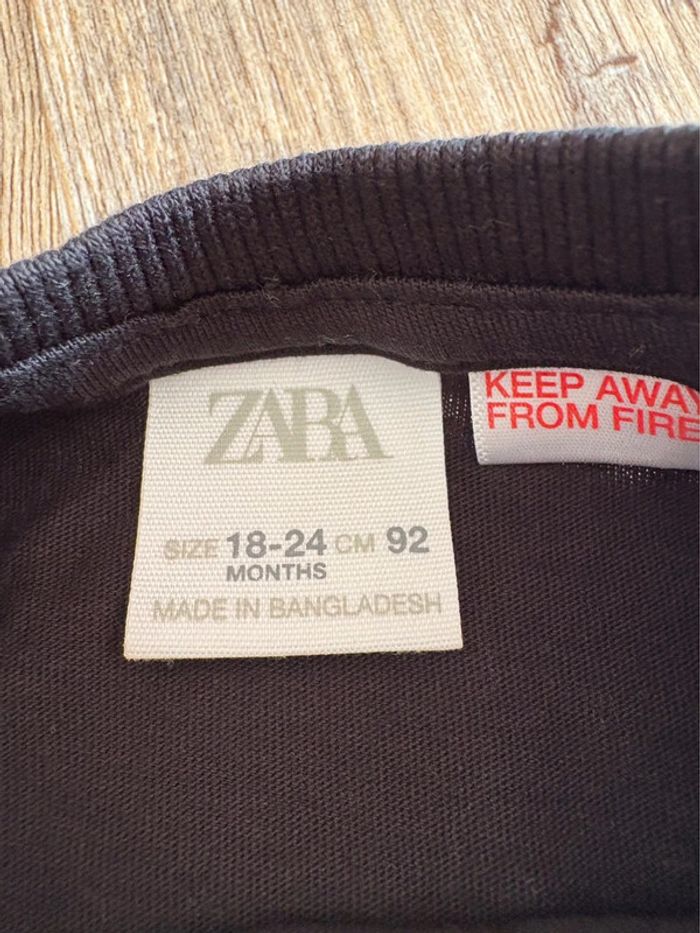 ZARA
SIZE 18-24 CM 92
MONTHS
MADE IN BANGLADESH
KEEP AWAY
FROM FIRE